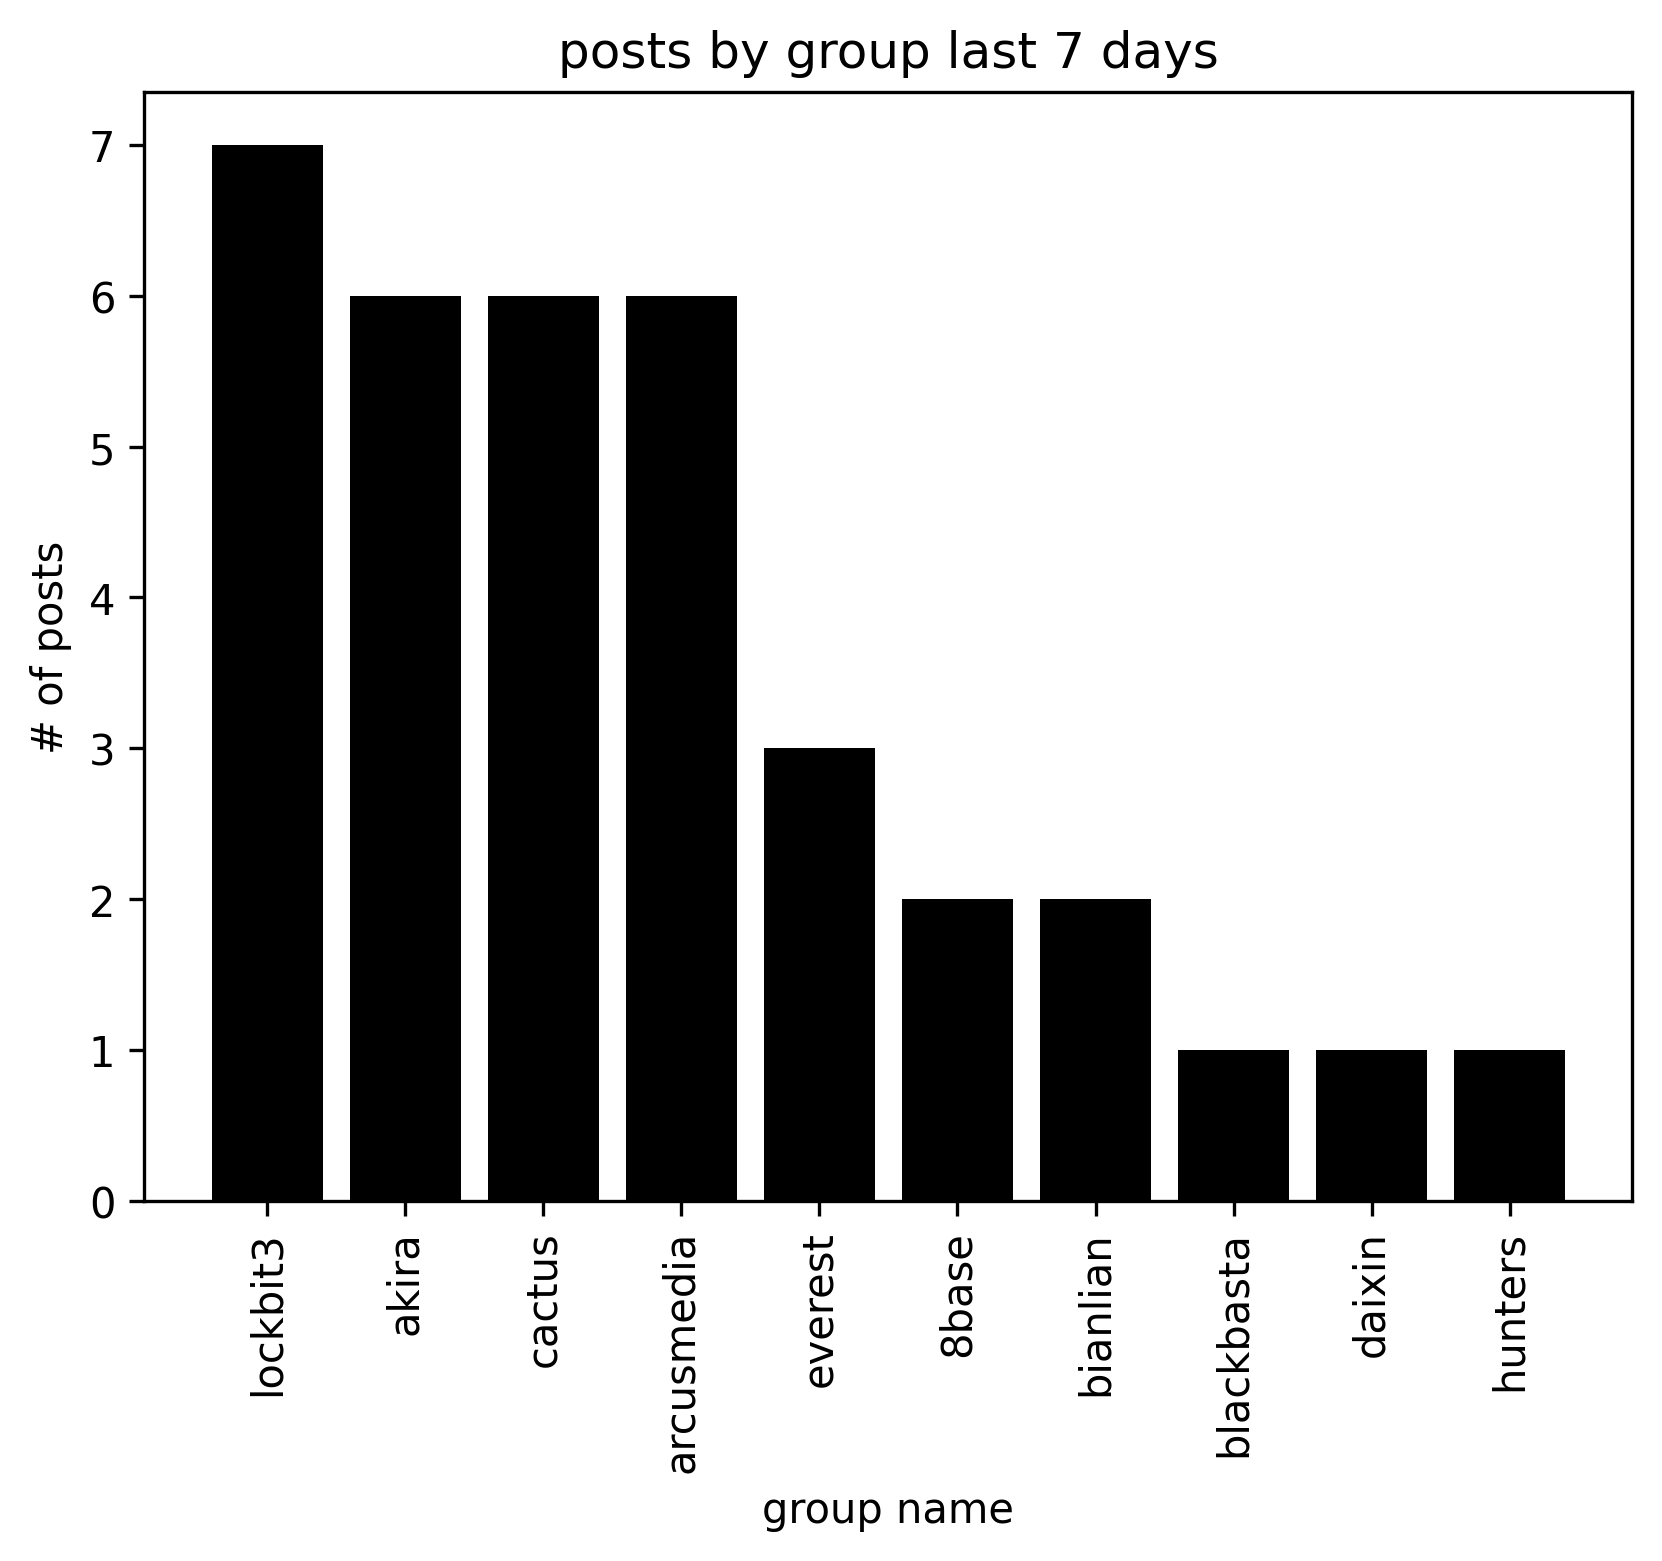 posts by group last 7 days
# of posts
7
6
5
4
3
2
1
0
lockbit3
akira
cactus
arcusmedia
everest
8base
bianlian
blackbasta
daixin
hunters
group name